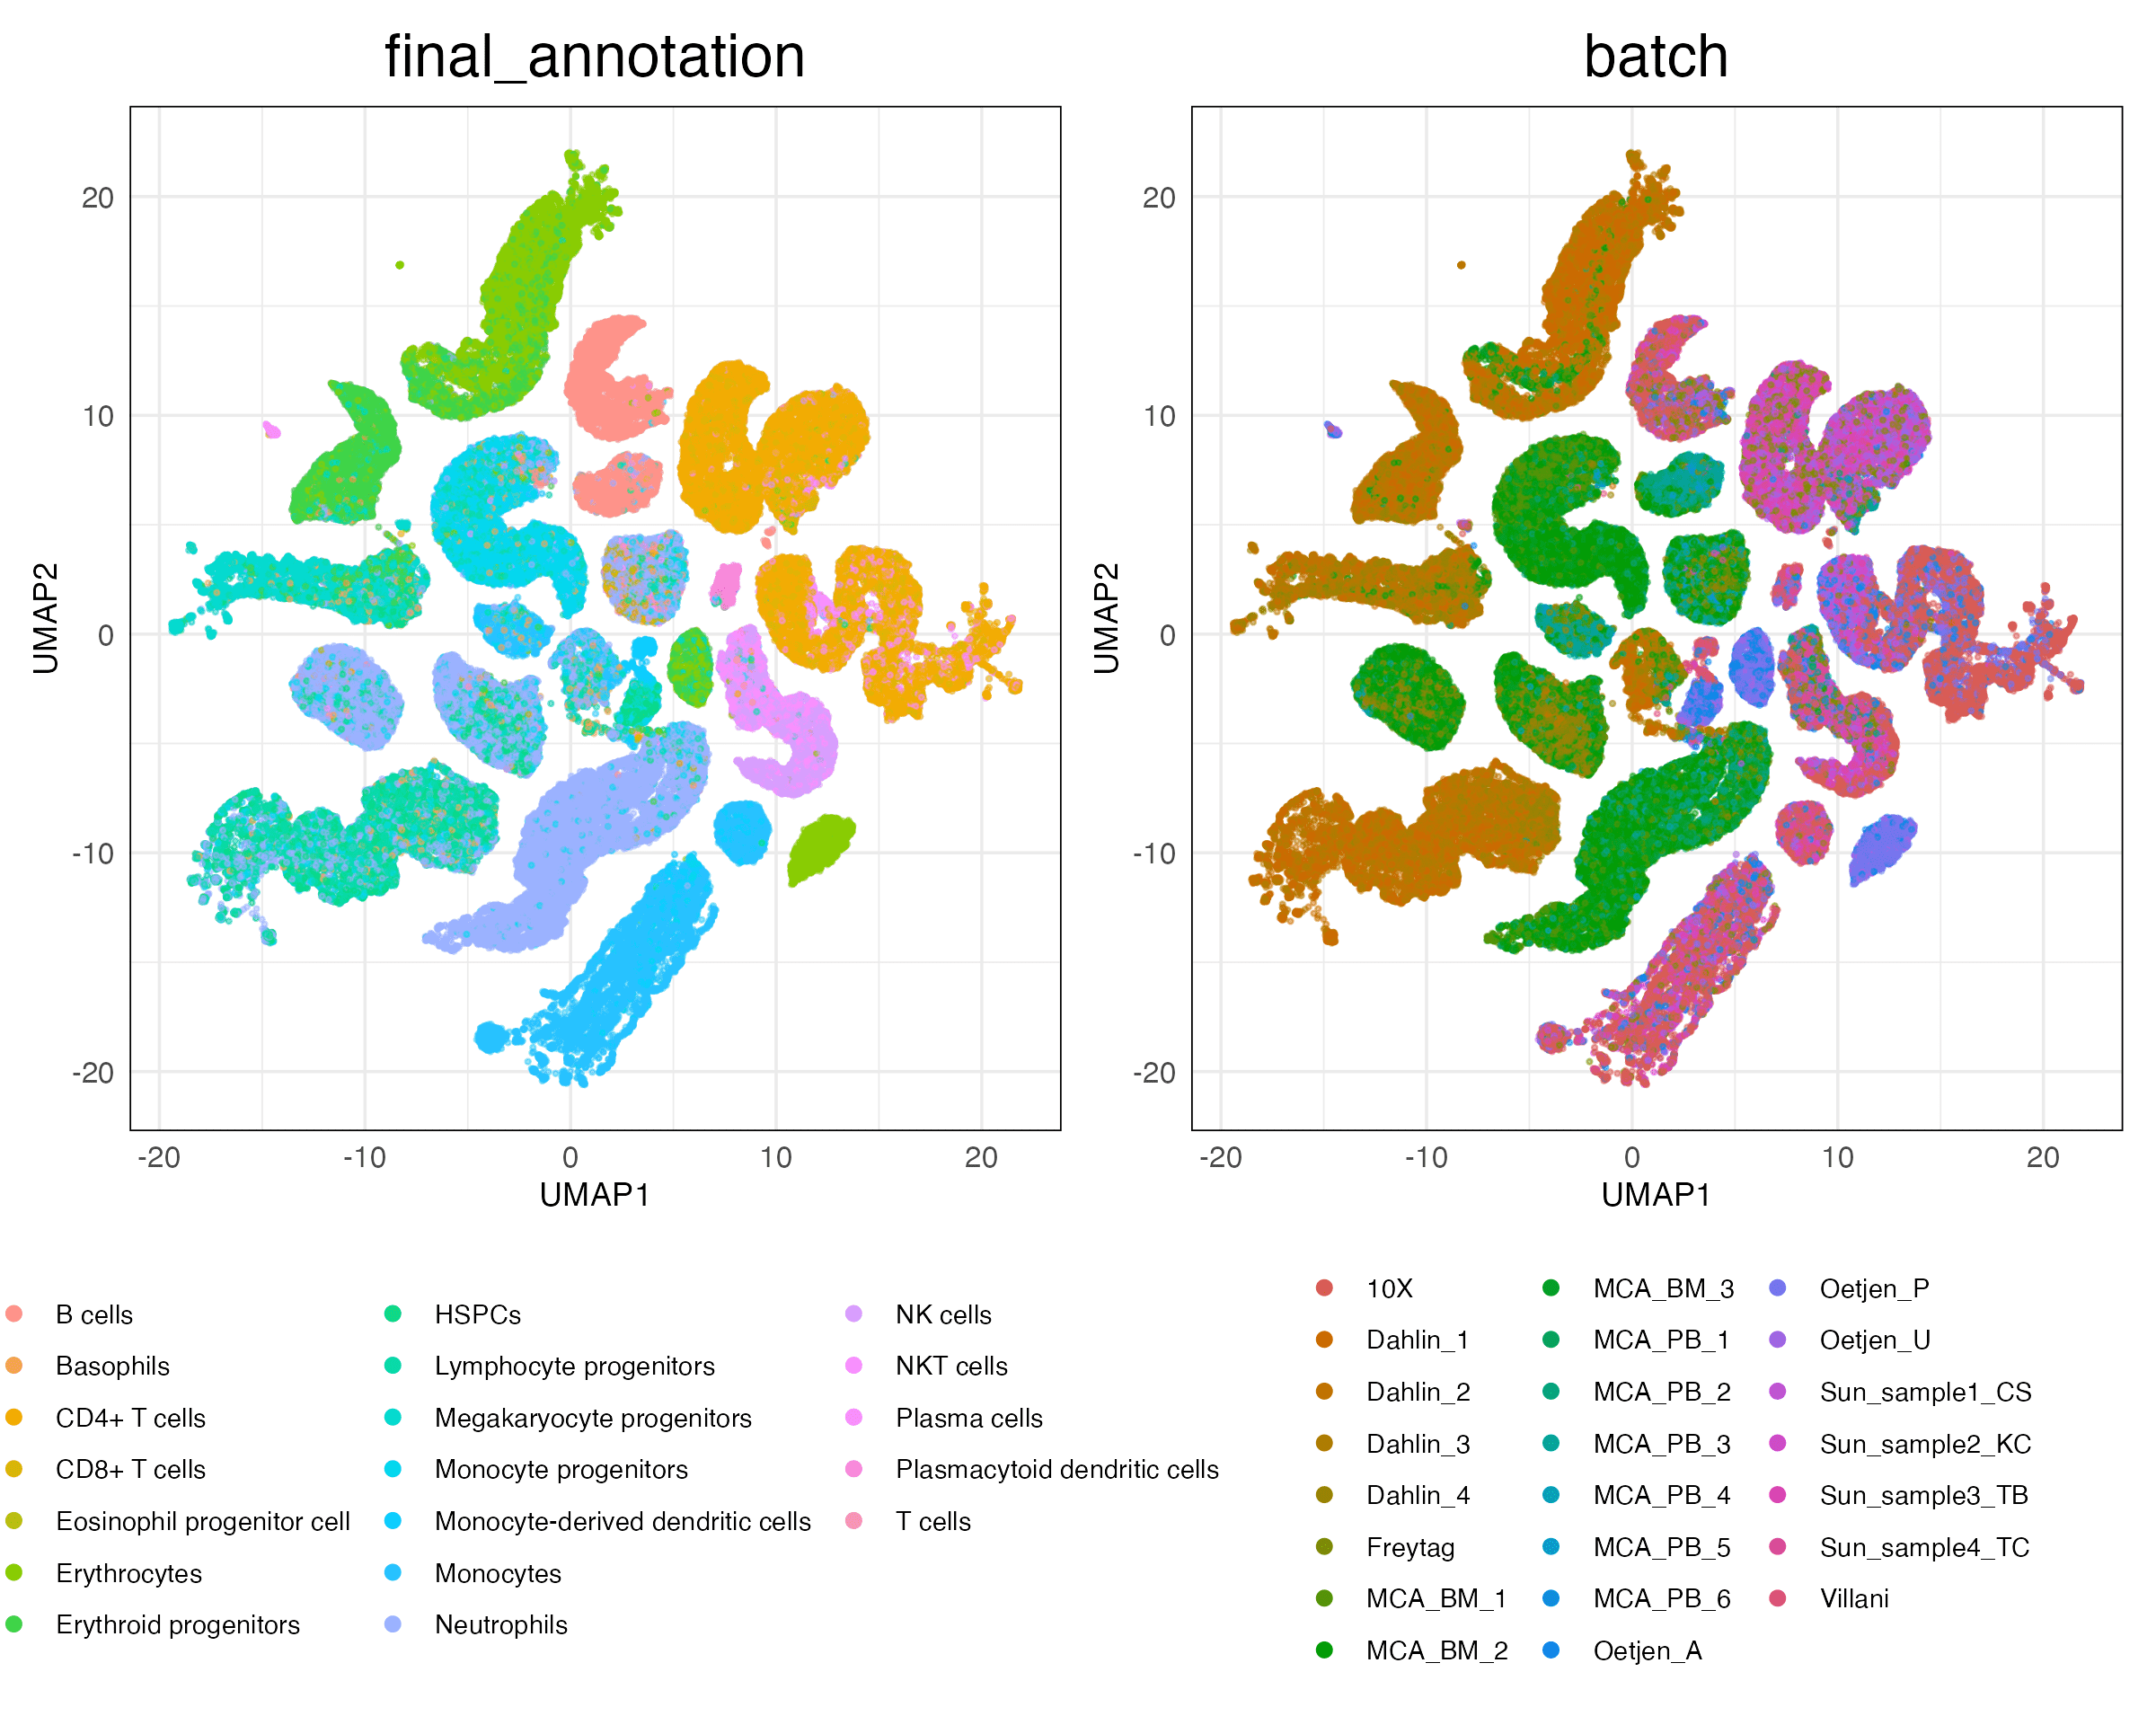 final_annotation
batch
20
10
0
-10
-20
UMAP2
-20
-10
0
10
20
UMAP1
20
10
0
-10
-20
UMAP2
-20
-10
0
10
20
UMAP1
B cells
Basophils
CD4+ T cells
CD8+ T cells
Eosinophil progenitor cell
Erythrocytes
Erythroid progenitors
HSPCs
Lymphocyte progenitors
Megakaryocyte progenitors
Monocyte progenitors
Monocyte-derived dendritic cells
Monocytes
Neutrophils
NK cells
NKT cells
Plasma cells
Plasmacytoid dendritic cells
T cells
10X
Dahlin_1
Dahlin_2
Dahlin_3
Dahlin_4
Freytag
MCA_BM_1
MCA_BM_2
MCA_BM_3
MCA_PB_1
MCA_PB_2
MCA_PB_3
MCA_PB_4
MCA_PB_5
MCA_PB_6
Oetjen_A
Oetjen_P
Oetjen_U
Sun_sample1_CS
Sun_sample2_KC
Sun_sample3_TB
Sun_sample4_TC
Villani